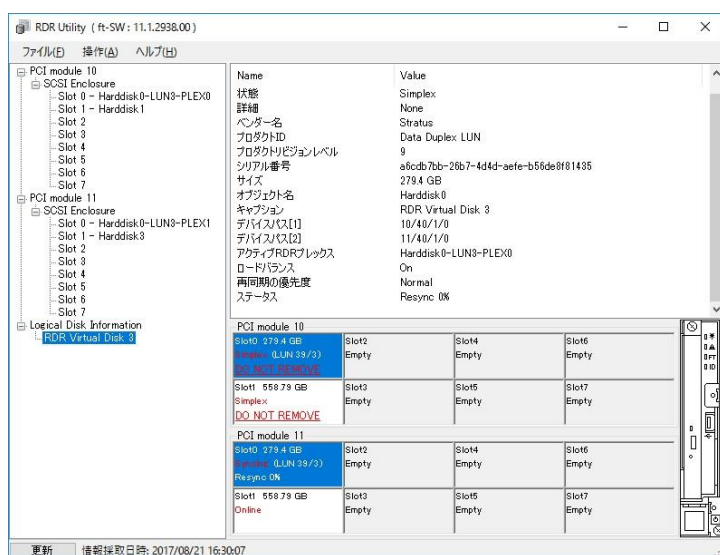 RDR Utility ( ft-SW : 11.1.2938.00 )
ファイル(F) 操作(A) ヘルプ(H)
PCI module 10
SCSI Enclosure
Slot 0 - Harddisk0-LUN3-PLEX0
Slot 1 - Harddisk1
Slot 2
Slot 3
Slot 4
Slot 5
Slot 6
Slot 7
PCI module 11
SCSI Enclosure
Slot 0 - Harddisk0-LUN3-PLEX1
Slot 1 - Harddisk3
Slot 2
Slot 3
Slot 4
Slot 5
Slot 6
Slot 7
Logical Disk Information
RDR Virtual Disk 3
Name Value
状態 Simplex
詳細 None
ベンダー名 Stratus
プロダクトID Data Duplex LUN
プロダクトリビジョンレベル 9
シリアル番号 a6cdb7bb-26b7-4d4d-aefe-b56de8f81435
サイズ 279.4 GB
オブジェクト名 Harddisk0
キャプション RDR Virtual Disk 3
デバイスパス[1] 10/40/1/0
デバイスパス[2] 11/40/1/0
アクティブRDRプレックス Harddisk0-LUN3-PLEX0
ロードバランス On
再同期の優先度 Normal
ステータス Resync 0%
PCI module 10
Slot0 279.4 GB Slot2 Slot4 Slot6
Simplex (LUN 39/3) Empty Empty Empty
DO NOT REMOVE
Slot1 558.79 GB Slot3 Slot5 Slot7
Simplex Empty Empty Empty
DO NOT REMOVE
PCI module 11
Slot0 279.4 GB Slot2 Slot4 Slot6
(LUN 39/3) Empty Empty Empty
Resync 0%
Slot1 558.79 GB Slot3 Slot5 Slot7
Online Empty Empty Empty
FT
ID
更新 情報採取日時: 2017/08/21 16:30:07